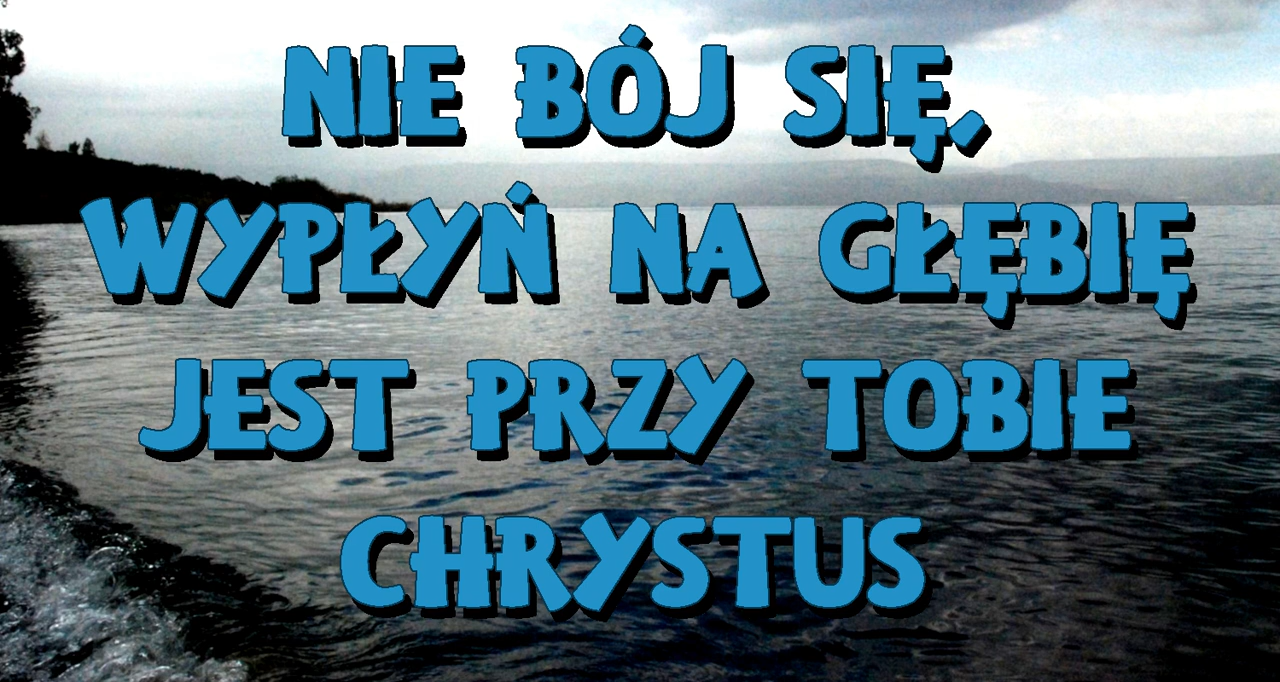 NIE BÓJ SIĘ,
WYPŁYŃ NA GŁĘBIĘ
JEST PRZY TOBIE
CHRYSTUS